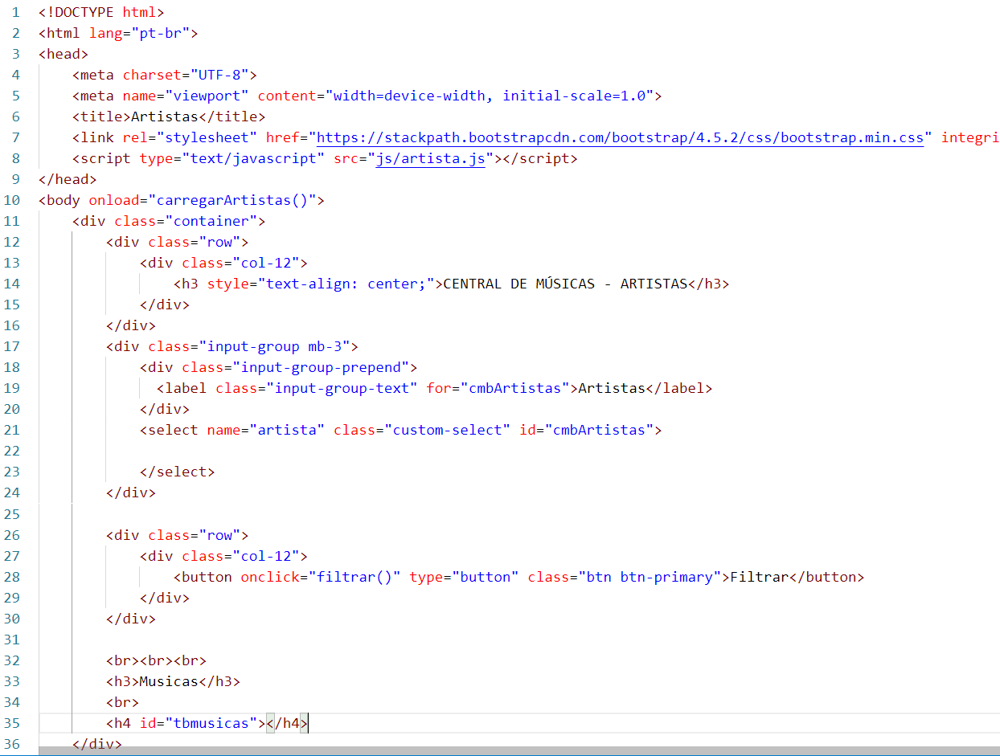 1 <!DOCTYPE html>
2 <html lang="pt-br">
3 <head>
4     <meta charset="UTF-8">
5     <meta name="viewport" content="width=device-width, initial-scale=1.0">
6     <title>Artistas</title>
7     <link rel="stylesheet" href="https://stackpath.bootstrapcdn.com/bootstrap/4.5.2/css/bootstrap.min.css" integri
8     <script type="text/javascript" src="js/artista.js"></script>
9 </head>
10 <body onload="carregarArtistas()">
11     <div class="container">
12         <div class="row">
13             <div class="col-12">
14                 <h3 style="text-align: center;">CENTRAL DE MÚSICAS - ARTISTAS</h3>
15             </div>
16         </div>
17         <div class="input-group mb-3">
18             <div class="input-group-prepend">
19               <label class="input-group-text" for="cmbArtistas">Artistas</label>
20             </div>
21             <select name="artista" class="custom-select" id="cmbArtistas">
22
23             </select>
24         </div>
25
26         <div class="row">
27             <div class="col-12">
28                 <button onclick="filtrar()" type="button" class="btn btn-primary">Filtrar</button>
29             </div>
30         </div>
31
32         <br><br><br>
33         <h3>Musicas</h3>
34         <br>
35         <h4 id="tbmusicas"></h4>
36     </div>